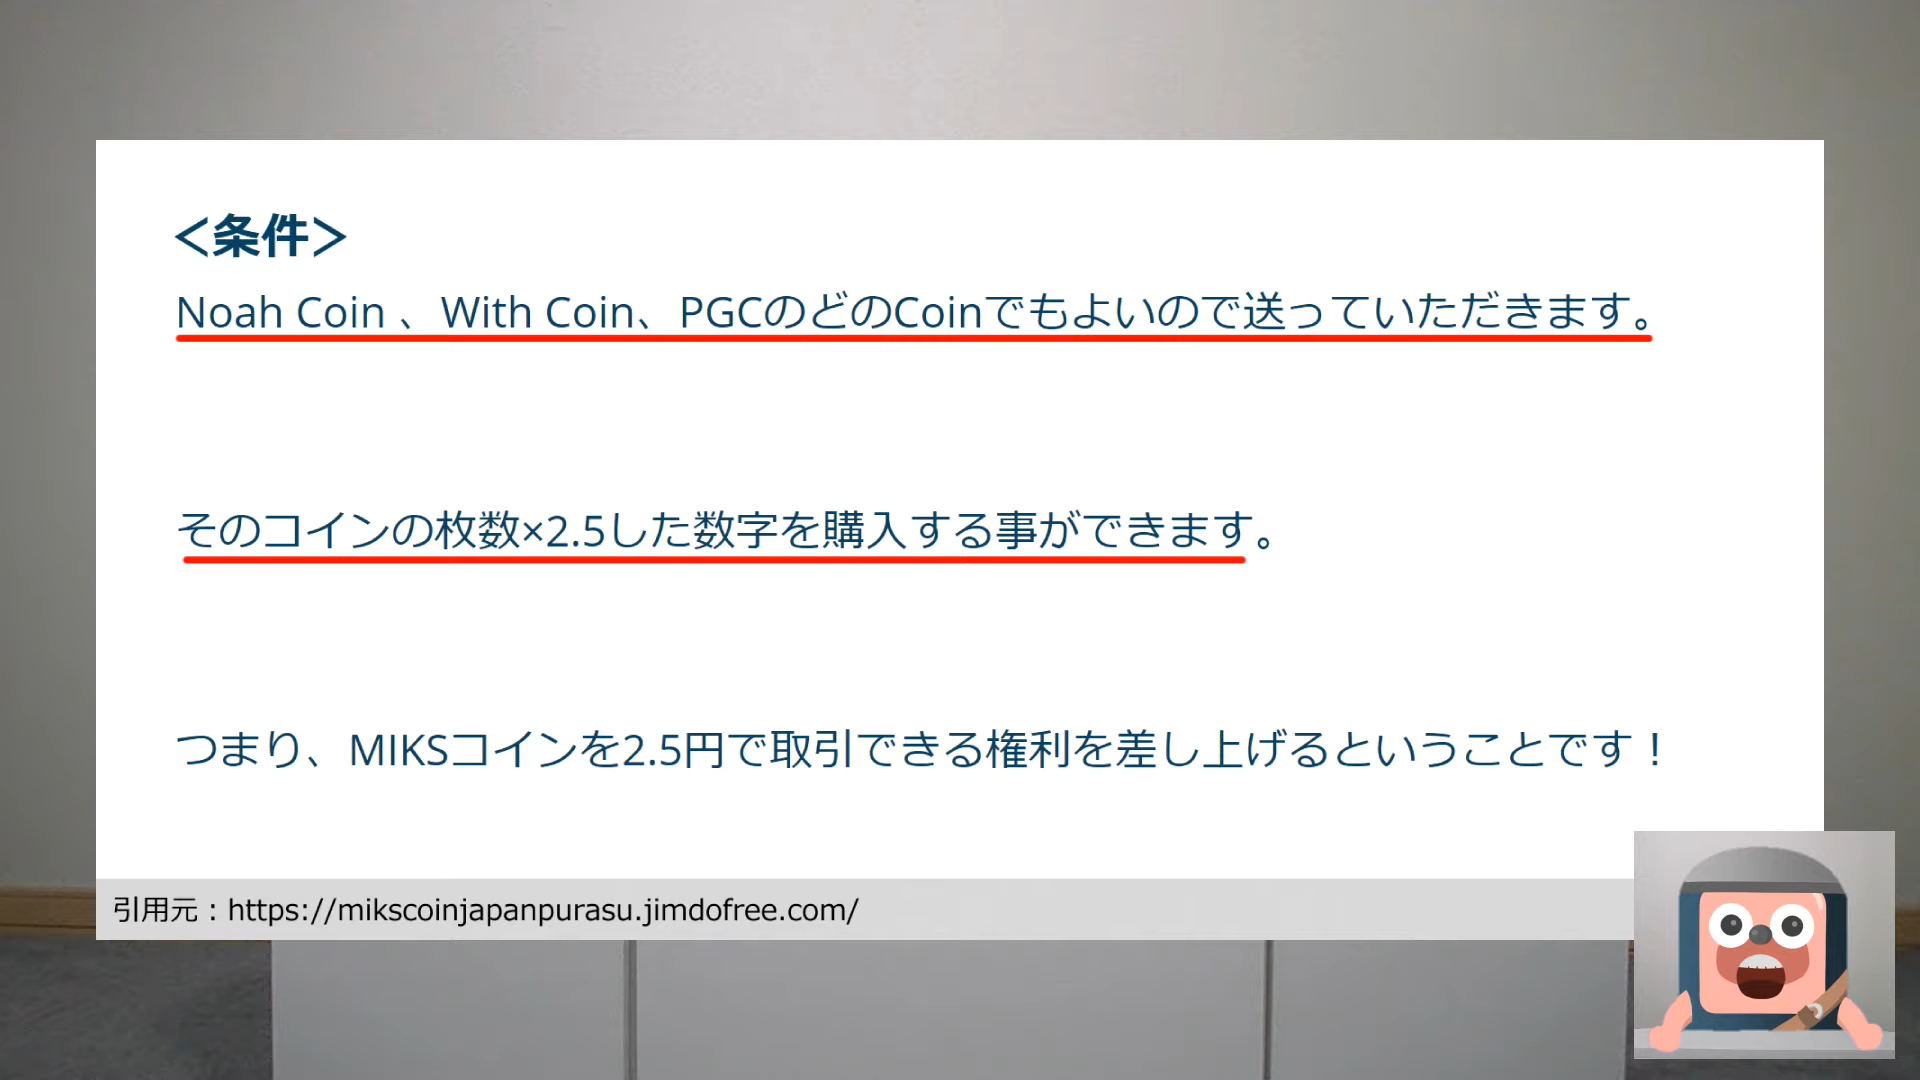 ＜条件＞
Noah Coin 、With Coin、PGCのどのCoinでもよいので送っていただきます。
そのコインの枚数×2.5した数字を購入する事ができます。
つまり、MIKSコインを2.5円で取引できる権利を差し上げるということです！
引用元：https://mikscoinjapanpurasu.jimdofree.com/